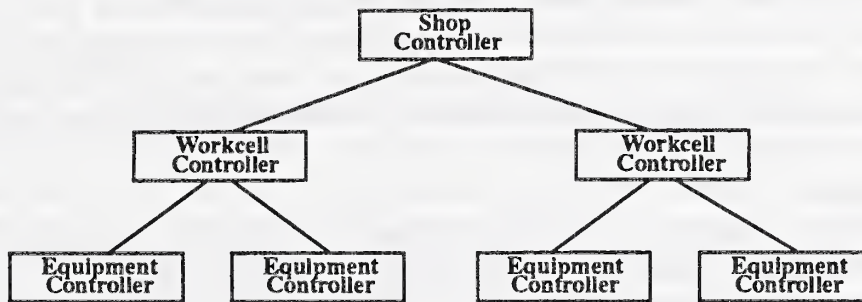 Shop
Controller
Workcell
Controller
Workcell
Controller
Equipment
Controller
Equipment
Controller
Equipment
Controller
Equipment
Controller